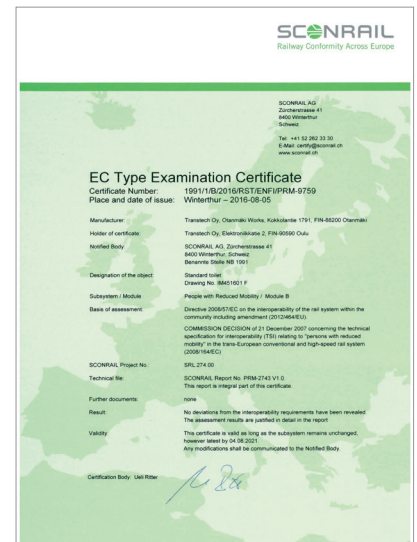 SCONRAIL
Railway Conformity Across Europe
SCONRAIL AG
Zürcherstrasse 41
8400 Winterthur
Schweiz
Tel: +41 52 262 33 30
E-Mail: certify@sconrail.ch
www.sconrail.ch
EC Type Examination Certificate
Certificate Number: 1991/1/B/2016/RST/ENFI/PRM-9759
Place and date of issue: Winterthur – 2016-08-05
Manufacturer: Transtech Oy, Otanmäki Works, Kokkolantie 1791, FIN-88200 Otanmäki
Holder of certificate: Transtech Oy, Elektroniikkatie 2, FIN-90590 Oulu
Notified Body SCONRAIL AG, Zürcherstrasse 41
8400 Winterthur, Schweiz
Benannte Stelle NB 1991
Designation of the object: Standard toilet
Drawing No. IM451601 F
Subsystem / Module People with Reduced Mobility / Module B
Basis of assessment: Directive 2008/57/EC on the interoperability of the rail system within the
community including amendment (2012/464/EU).
COMMISSION DECISION of 21 December 2007 concerning the technical
specification for interoperability (TSI) relating to "persons with reduced
mobility" in the trans-European conventional and high-speed rail system
(2008/164/EC)
SCONRAIL Project No.: SRL 274.00
Technical file: SCONRAIL Report No. PRM-2743 V1.0
This report is integral part of this certificate.
Further documents: none
Result: No deviations from the interoperability requirements have been revealed
The assessment results are justified in detail in the report
Validity: This certificate is valid as long as the subsystem remains unchanged,
however latest by 04.08.2021.
Any modifications shall be communicated to the Notified Body.
Certification Body: Ueli Ritter